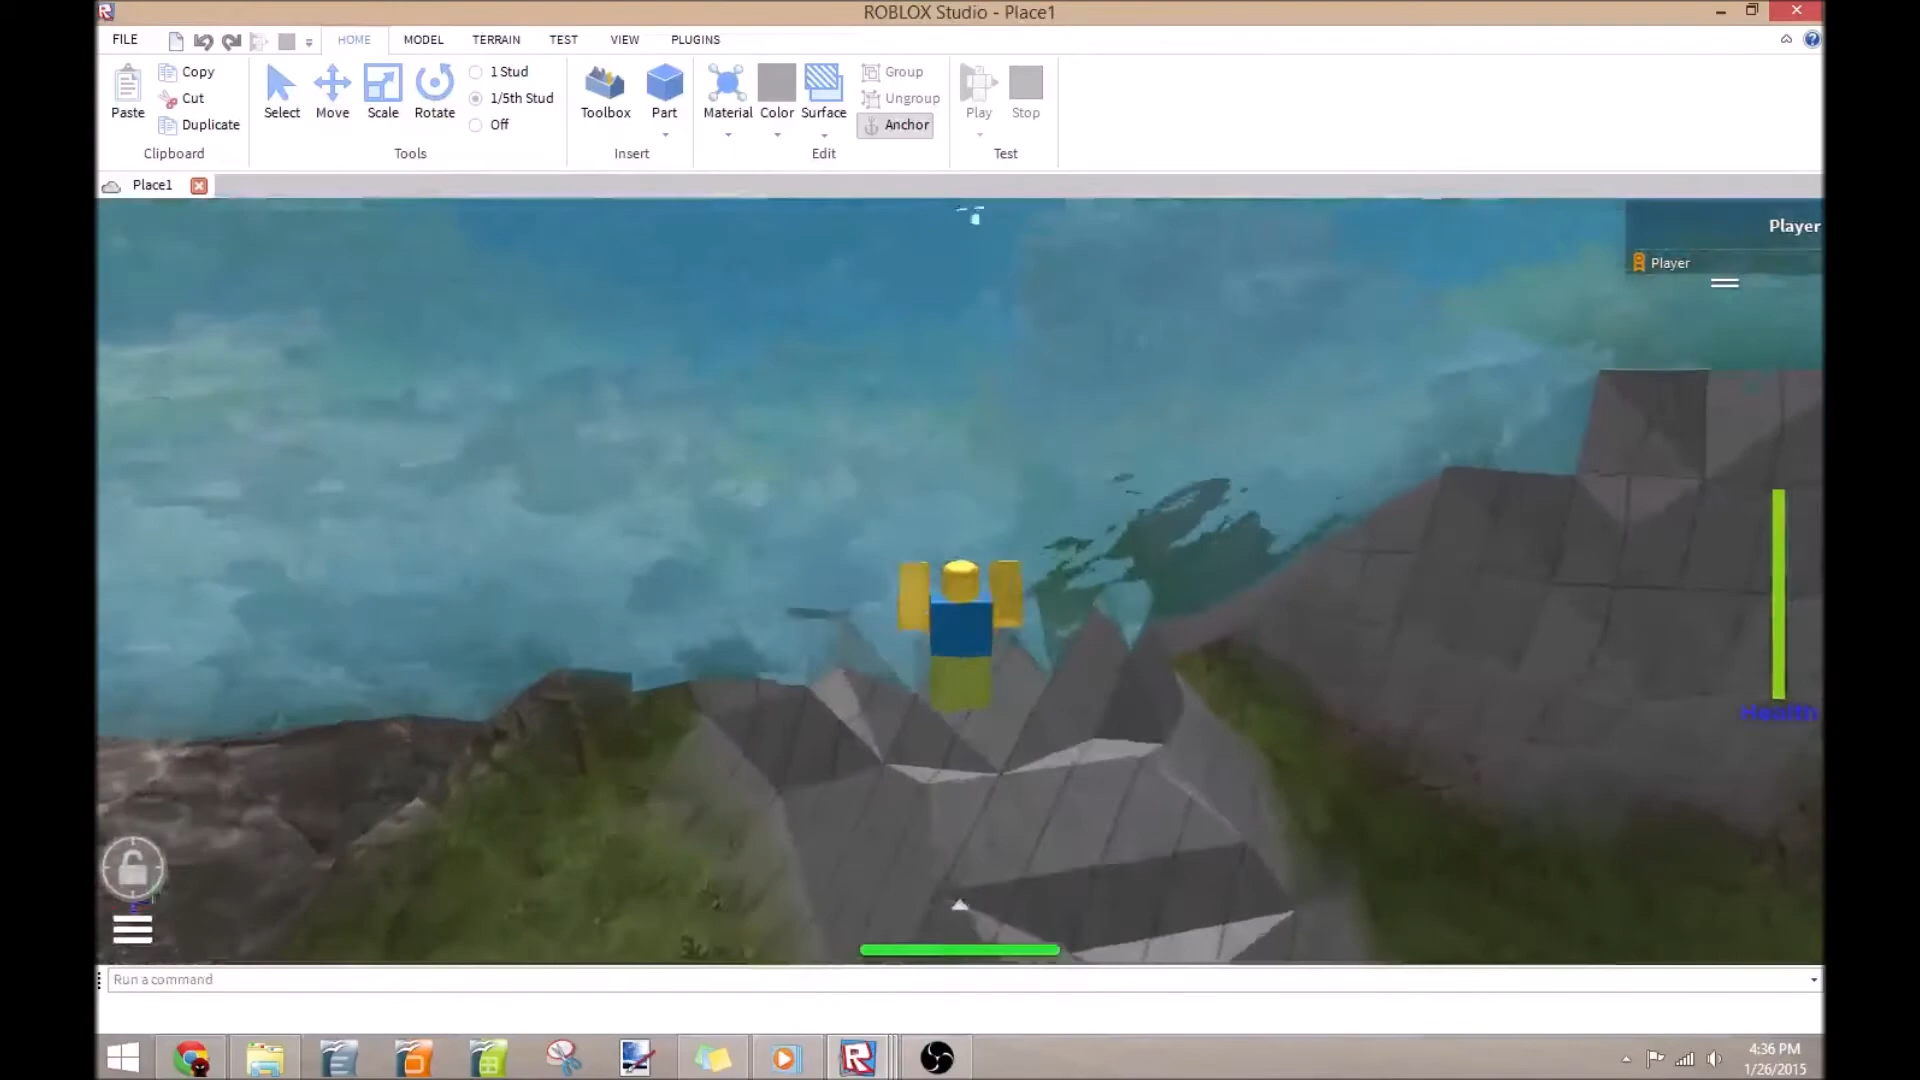 ROBLOX Studio - Place1
FILE
HOME
MODEL
TERRAIN
TEST
VIEW
PLUGINS
Paste
Copy
Cut
Duplicate
Clipboard
Select
Move
Scale
Rotate
1 Stud
1/5th Stud
Off
Tools
Toolbox
Part
Insert
Material
Color
Surface
Group
Ungroup
Anchor
Edit
Play
Stop
Test
Place1
Player
Player
Health
Run a command
4:36 PM
1/26/2015